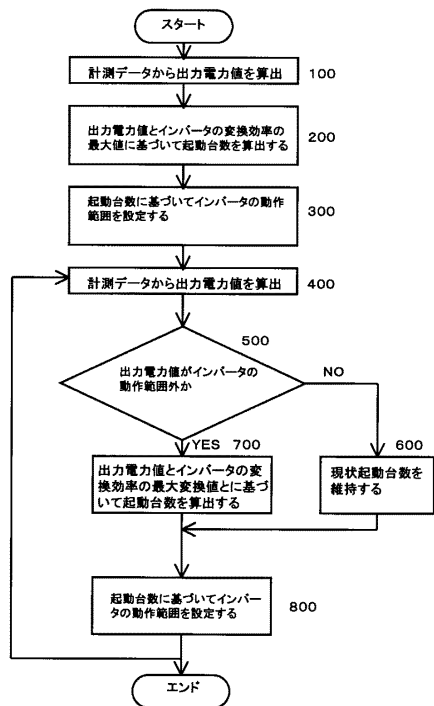 スタート
計測データから出力電力値を算出
100
出力電力値とインバータの変換効率の
最大値に基づいて起動台数を算出する
200
起動台数に基づいてインバータの動作
範囲を設定する
300
計測データから出力電力値を算出
400
500
出力電力値がインバータの
動作範囲外か
NO
YES 700
600
出力電力値とインバータの変
換効率の最大変換値とに基づ
いて起動台数を算出する
現状起動台数を
維持する
起動台数に基づいてインバー
タの動作範囲を設定する
800
エンド